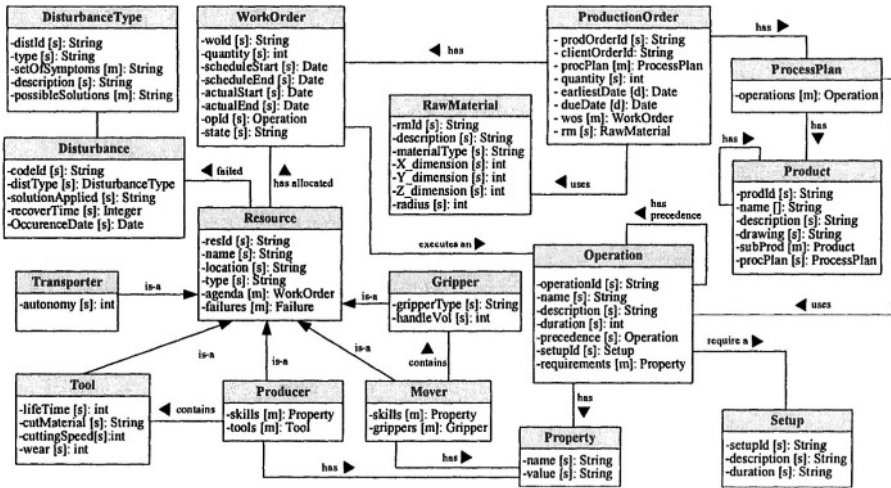 DisturbanceType
-distId [s]: String
-type [s]: String
-setOfSymptoms [m]: String
-description [s]: String
-possibleSolutions [m]: String
WorkOrder
-woId [s]: String
-quantity [s]: int
-scheduleStart [s]: Date
-scheduleEnd [s]: Date
-actualStart [s]: Date
-actualEnd [s]: Date
-opId [s]: Operation
-state [s]: String
has
ProductionOrder
- prodOrderId [s]: String
- clientOrderId: String
- procPlan [m]: ProcessPlan
- quantity [s]: int
- earliestDate [d]: Date
- dueDate [d]: Date
- wos [m]: WorkOrder
- rm [s]: RawMaterial
has
ProcessPlan
-operations [m]: Operation
RawMaterial
-rmId [s]: String
-description [s]: String
-materialType [s]: String
-X_dimension [s]: int
-Y_dimension [s]: int
-Z_dimension [s]: int
-radius [s]: int
uses
has
has
Product
-prodId [s]: String
-name []: String
-description [s]: String
-drawing [s]: String
-subProd [m]: Product
-procPlan [s]: ProcessPlan
Disturbance
-codeId [s]: String
-distType [s]: DisturbanceType
-solutionApplied [s]: String
-recoverTime [s]: Integer
-OccurenceDate [s]: Date
failed
has allocated
Resource
-resId [s]: String
-name [s]: String
-location [s]: String
-type [s]: String
-agenda [m]: WorkOrder
-failures [m]: Failure
executes an
has
precedence
Operation
-operationId [s]: String
-name [s]: String
-description [s]: String
-duration [s]: int
-precedence [s]: Operation
-setupId [s]: Setup
-requirements [m]: Property
uses
require a
Transporter
-autonomy [s]: int
is-a
is-a
Gripper
-gripperType [s]: String
-handleVol [s]: int
contains
is-a
is-a
is-a
Tool
-lifeTime [s]: int
-cutMaterial [s]: String
-cuttingSpeed[s]:int
-wear [s]: int
contains
Producer
-skills [m]: Property
-tools [m]: Tool
Mover
-skills [m]: Property
-grippers [m]: Gripper
has
has
has
Property
-name [s]: String
-value [s]: String
Setup
-setupId [s]: String
-description [s]: String
-duration [s]: String